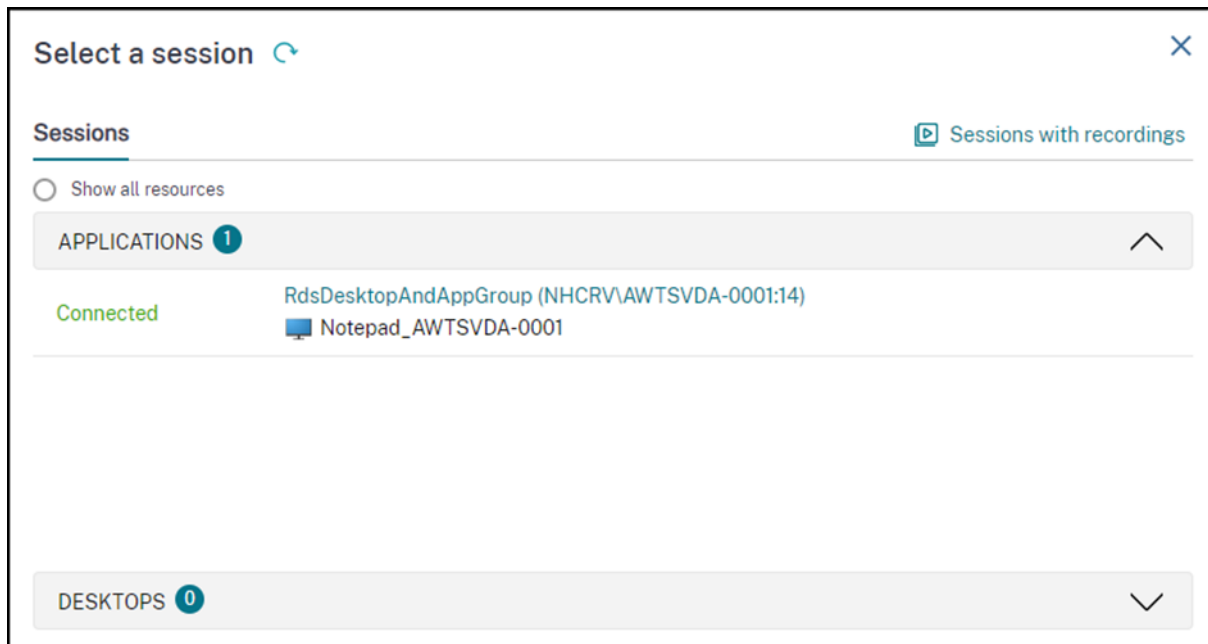 Select a session
Sessions
Sessions with recordings
Show all resources
APPLICATIONS 1
Connected
RdsDesktopAndAppGroup (NHCRV\AWTSVDA-0001:14)
Notepad_AWTSVDA-0001
DESKTOPS 0